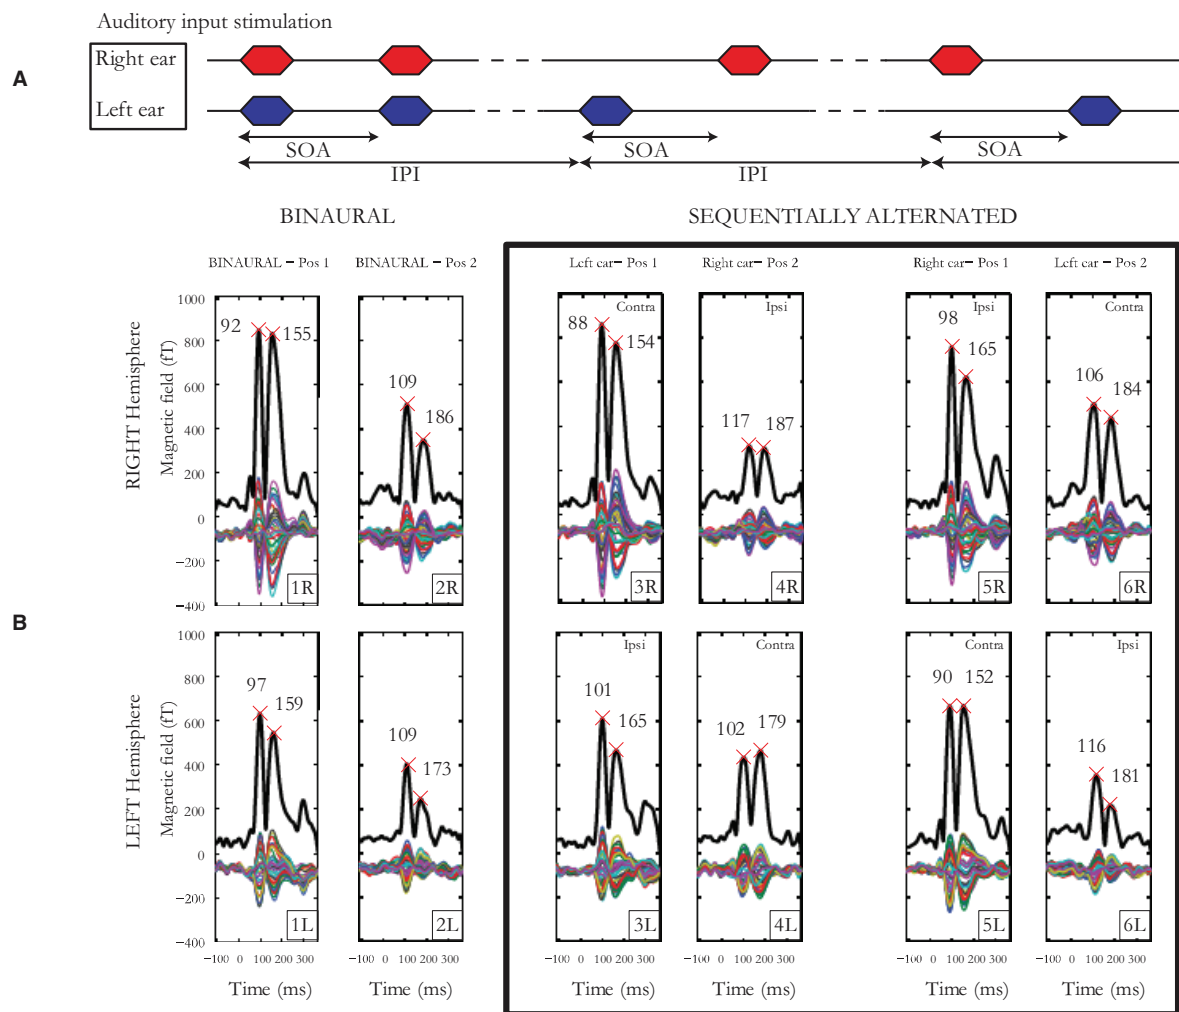 Auditory input stimulation
A
Right ear
Left ear
SOA SOA SOA
IPI IPI
BINAURAL SEQUENTIALLY ALTERNATED
BINAURAL – Pos 1 BINAURAL – Pos 2 Left ear– Pos 1 Right ear– Pos 2 Right ear– Pos 1 Left ear– Pos 2
B
RIGHT Hemisphere
Magnetic field (fT)
1000
800
600
400
200
0
−200
−400
92 155 1R
109 186 2R
Contra 88 154 3R
Ipsi 117 187 4R
98 165 Ipsi 5R
Contra 106 184 6R
LEFT Hemisphere
Magnetic field (fT)
1000
800
600
400
200
0
−200
−400
97 159 1L
109 173 2L
Ipsi 101 165 3L
Contra 102 179 4L
Contra 90 152 5L
Ipsi 116 181 6L
−100 0 100 200 300 −100 0 100 200 300 −100 0 100 200 300 −100 0 100 200 300 −100 0 100 200 300 −100 0 100 200 300
Time (ms) Time (ms) Time (ms) Time (ms) Time (ms) Time (ms)